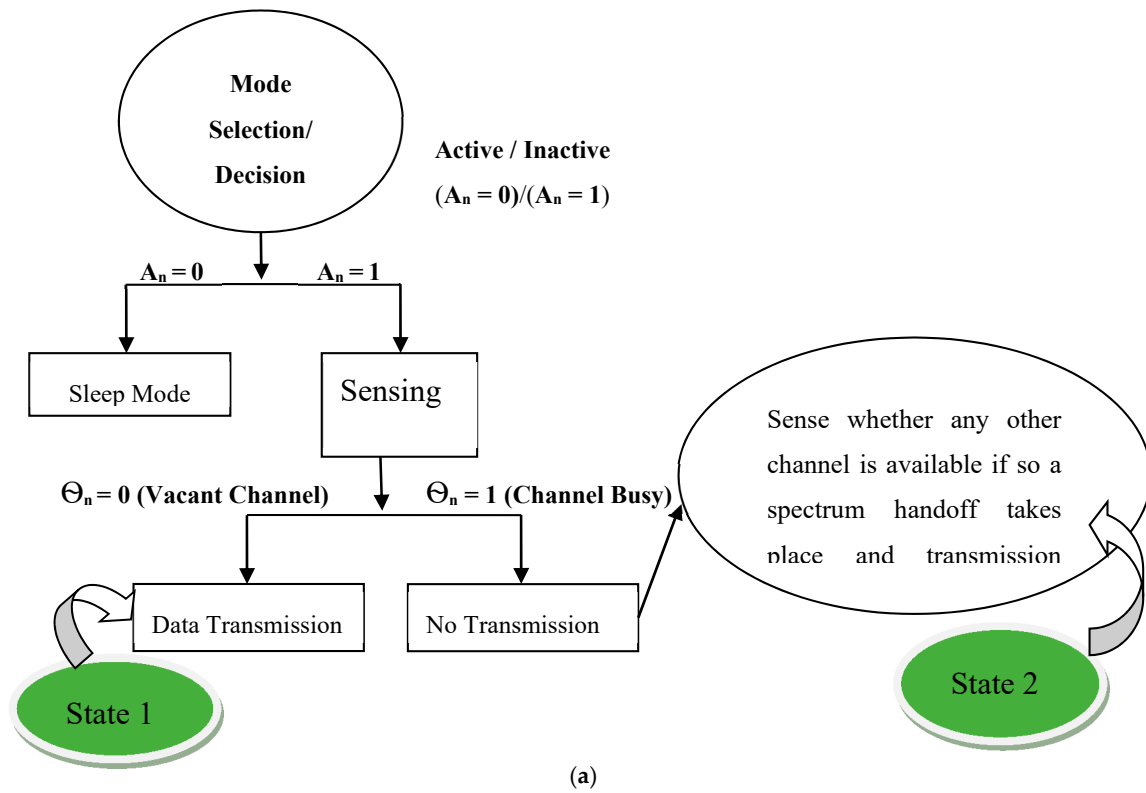 Mode
Selection/
Decision
Active / Inactive
(Aₙ = 0)/(Aₙ = 1)
Aₙ = 0
Aₙ = 1
Sleep Mode
Sensing
Sense whether any other
channel is available if so a
spectrum handoff takes
place and transmission
Θₙ = 0 (Vacant Channel)
Θₙ = 1 (Channel Busy)
Data Transmission
No Transmission
State 1
State 2
(a)